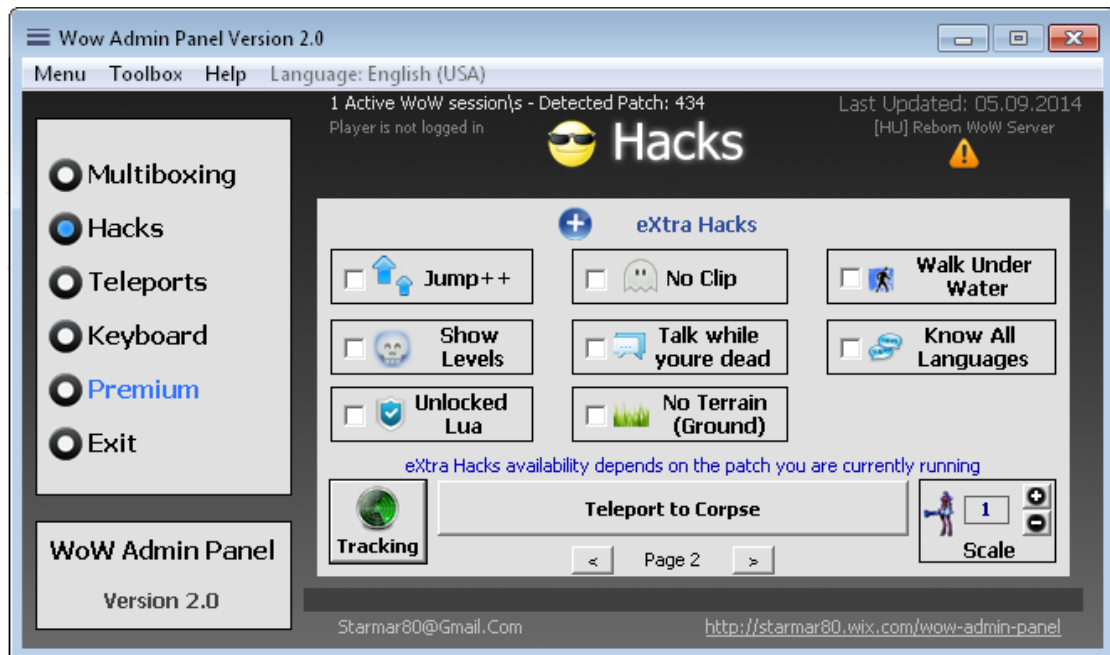 Wow Admin Panel Version 2.0
Menu Toolbox Help Language: English (USA)
1 Active WoW session\s - Detected Patch: 434
Last Updated: 05.09.2014
Player is not logged in
[HU] Reborn WoW Server
Hacks
Multiboxing
Hacks
Teleports
Keyboard
Premium
Exit
WoW Admin Panel
Version 2.0
eXtra Hacks
Jump++
No Clip
Walk Under
Water
Show
Levels
Talk while
youre dead
Know All
Languages
Unlocked
Lua
No Terrain
(Ground)
eXtra Hacks availability depends on the patch you are currently running
Tracking
Teleport to Corpse
1
Scale
< Page 2 >
Starmar80@Gmail.Com
http://starmar80.wix.com/wow-admin-panel